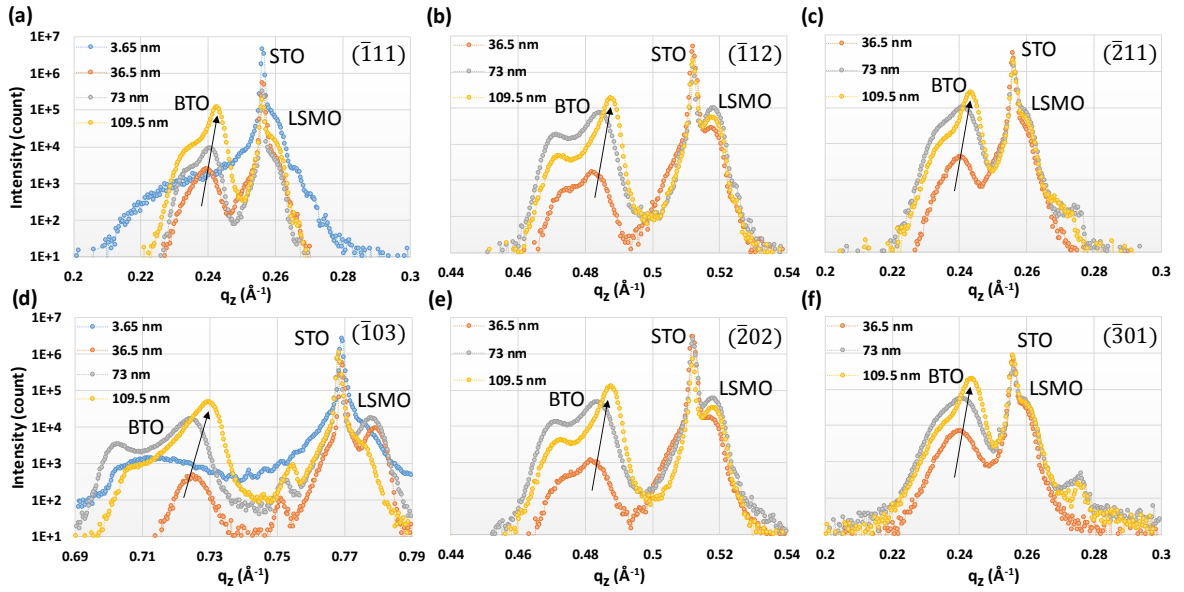 (a)
3.65 nm
36.5 nm
73 nm
109.5 nm
BTO
STO
LSMO
(1̅11)
Intensity (count)
1E+7
1E+6
1E+5
1E+4
1E+3
1E+2
1E+1
0.2 0.22 0.24 0.26 0.28 0.3
qz (Å-1)
(b)
36.5 nm
73 nm
109.5 nm
BTO
STO
LSMO
(1̅12)
0.44 0.46 0.48 0.5 0.52 0.54
qz (Å-1)
(c)
36.5 nm
73 nm
109.5 nm
BTO
STO
LSMO
(2̅11)
0.2 0.22 0.24 0.26 0.28 0.3
qz (Å-1)
(d)
3.65 nm
36.5 nm
73 nm
109.5 nm
BTO
STO
LSMO
(1̅03)
Intensity (count)
1E+7
1E+6
1E+5
1E+4
1E+3
1E+2
1E+1
0.69 0.71 0.73 0.75 0.77 0.79
qz (Å-1)
(e)
36.5 nm
73 nm
109.5 nm
BTO
STO
LSMO
(2̅02)
0.44 0.46 0.48 0.5 0.52 0.54
qz (Å-1)
(f)
36.5 nm
73 nm
109.5 nm
BTO
STO
LSMO
(3̅01)
0.2 0.22 0.24 0.26 0.28 0.3
qz (Å-1)